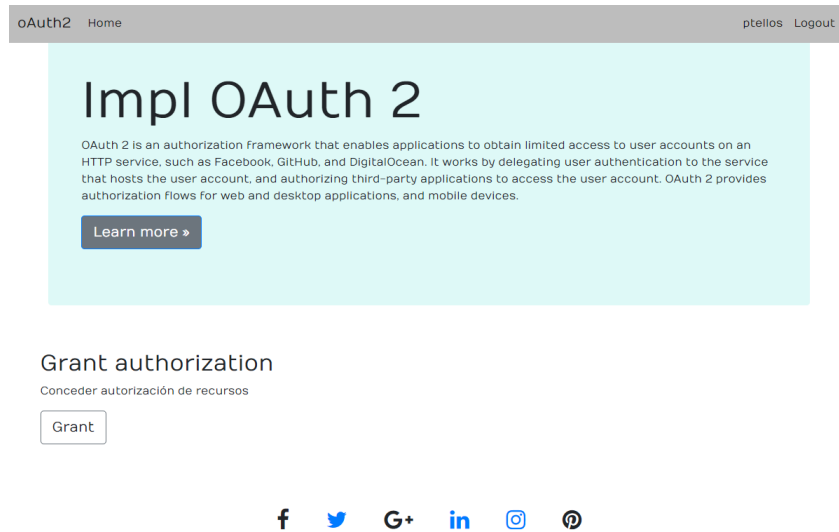 oAuth2 Home ptellos Logout
Impl OAuth 2
OAuth 2 is an authorization framework that enables applications to obtain limited access to user accounts on an
HTTP service, such as Facebook, GitHub, and DigitalOcean. It works by delegating user authentication to the service
that hosts the user account, and authorizing third-party applications to access the user account. OAuth 2 provides
authorization flows for web and desktop applications, and mobile devices.
Learn more »
Grant authorization
Conceder autorización de recursos
Grant